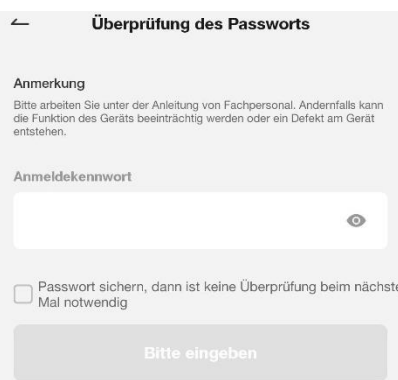 Überprüfung des Passworts
Anmerkung
Bitte arbeiten Sie unter der Anleitung von Fachpersonal. Andernfalls kann
die Funktion des Geräts beeinträchtig werden oder ein Defekt am Gerät
entstehen.
Anmeldekennwort
Passwort sichern, dann ist keine Überprüfung beim nächste
Mal notwendig
Bitte eingeben